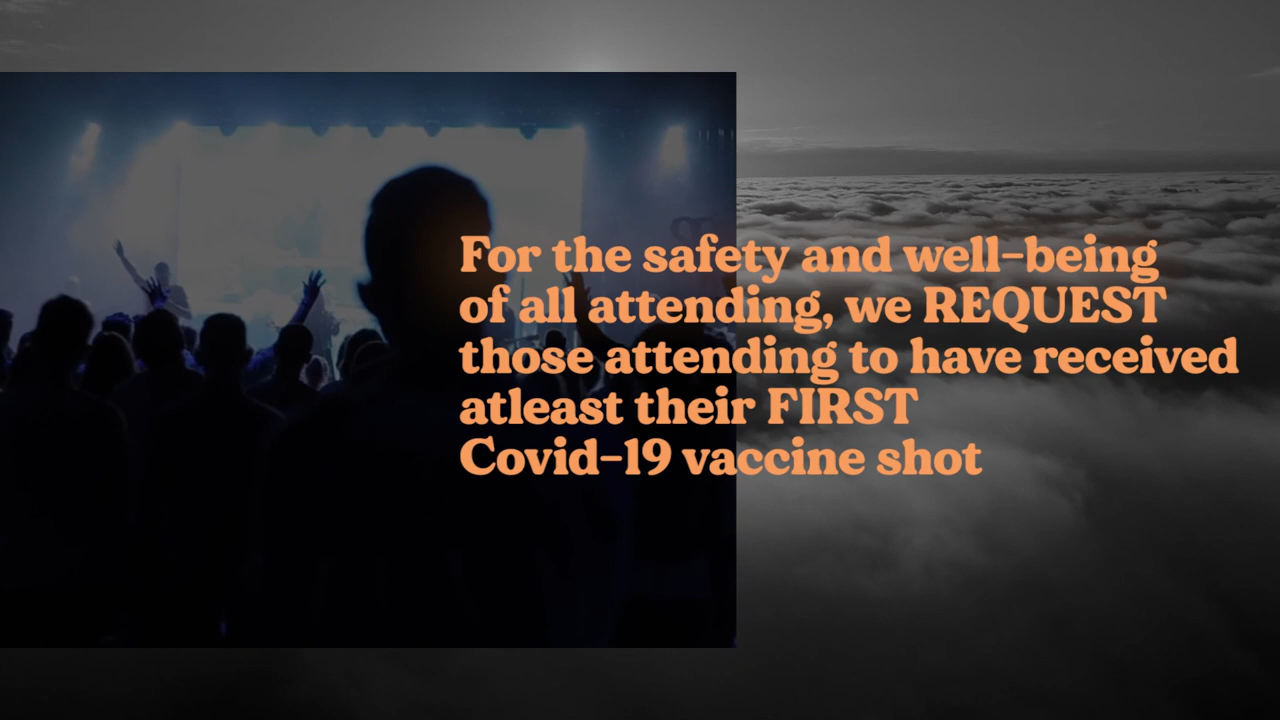 For the safety and well-being
of all attending, we REQUEST
those attending to have received
atleast their FIRST
Covid-19 vaccine shot